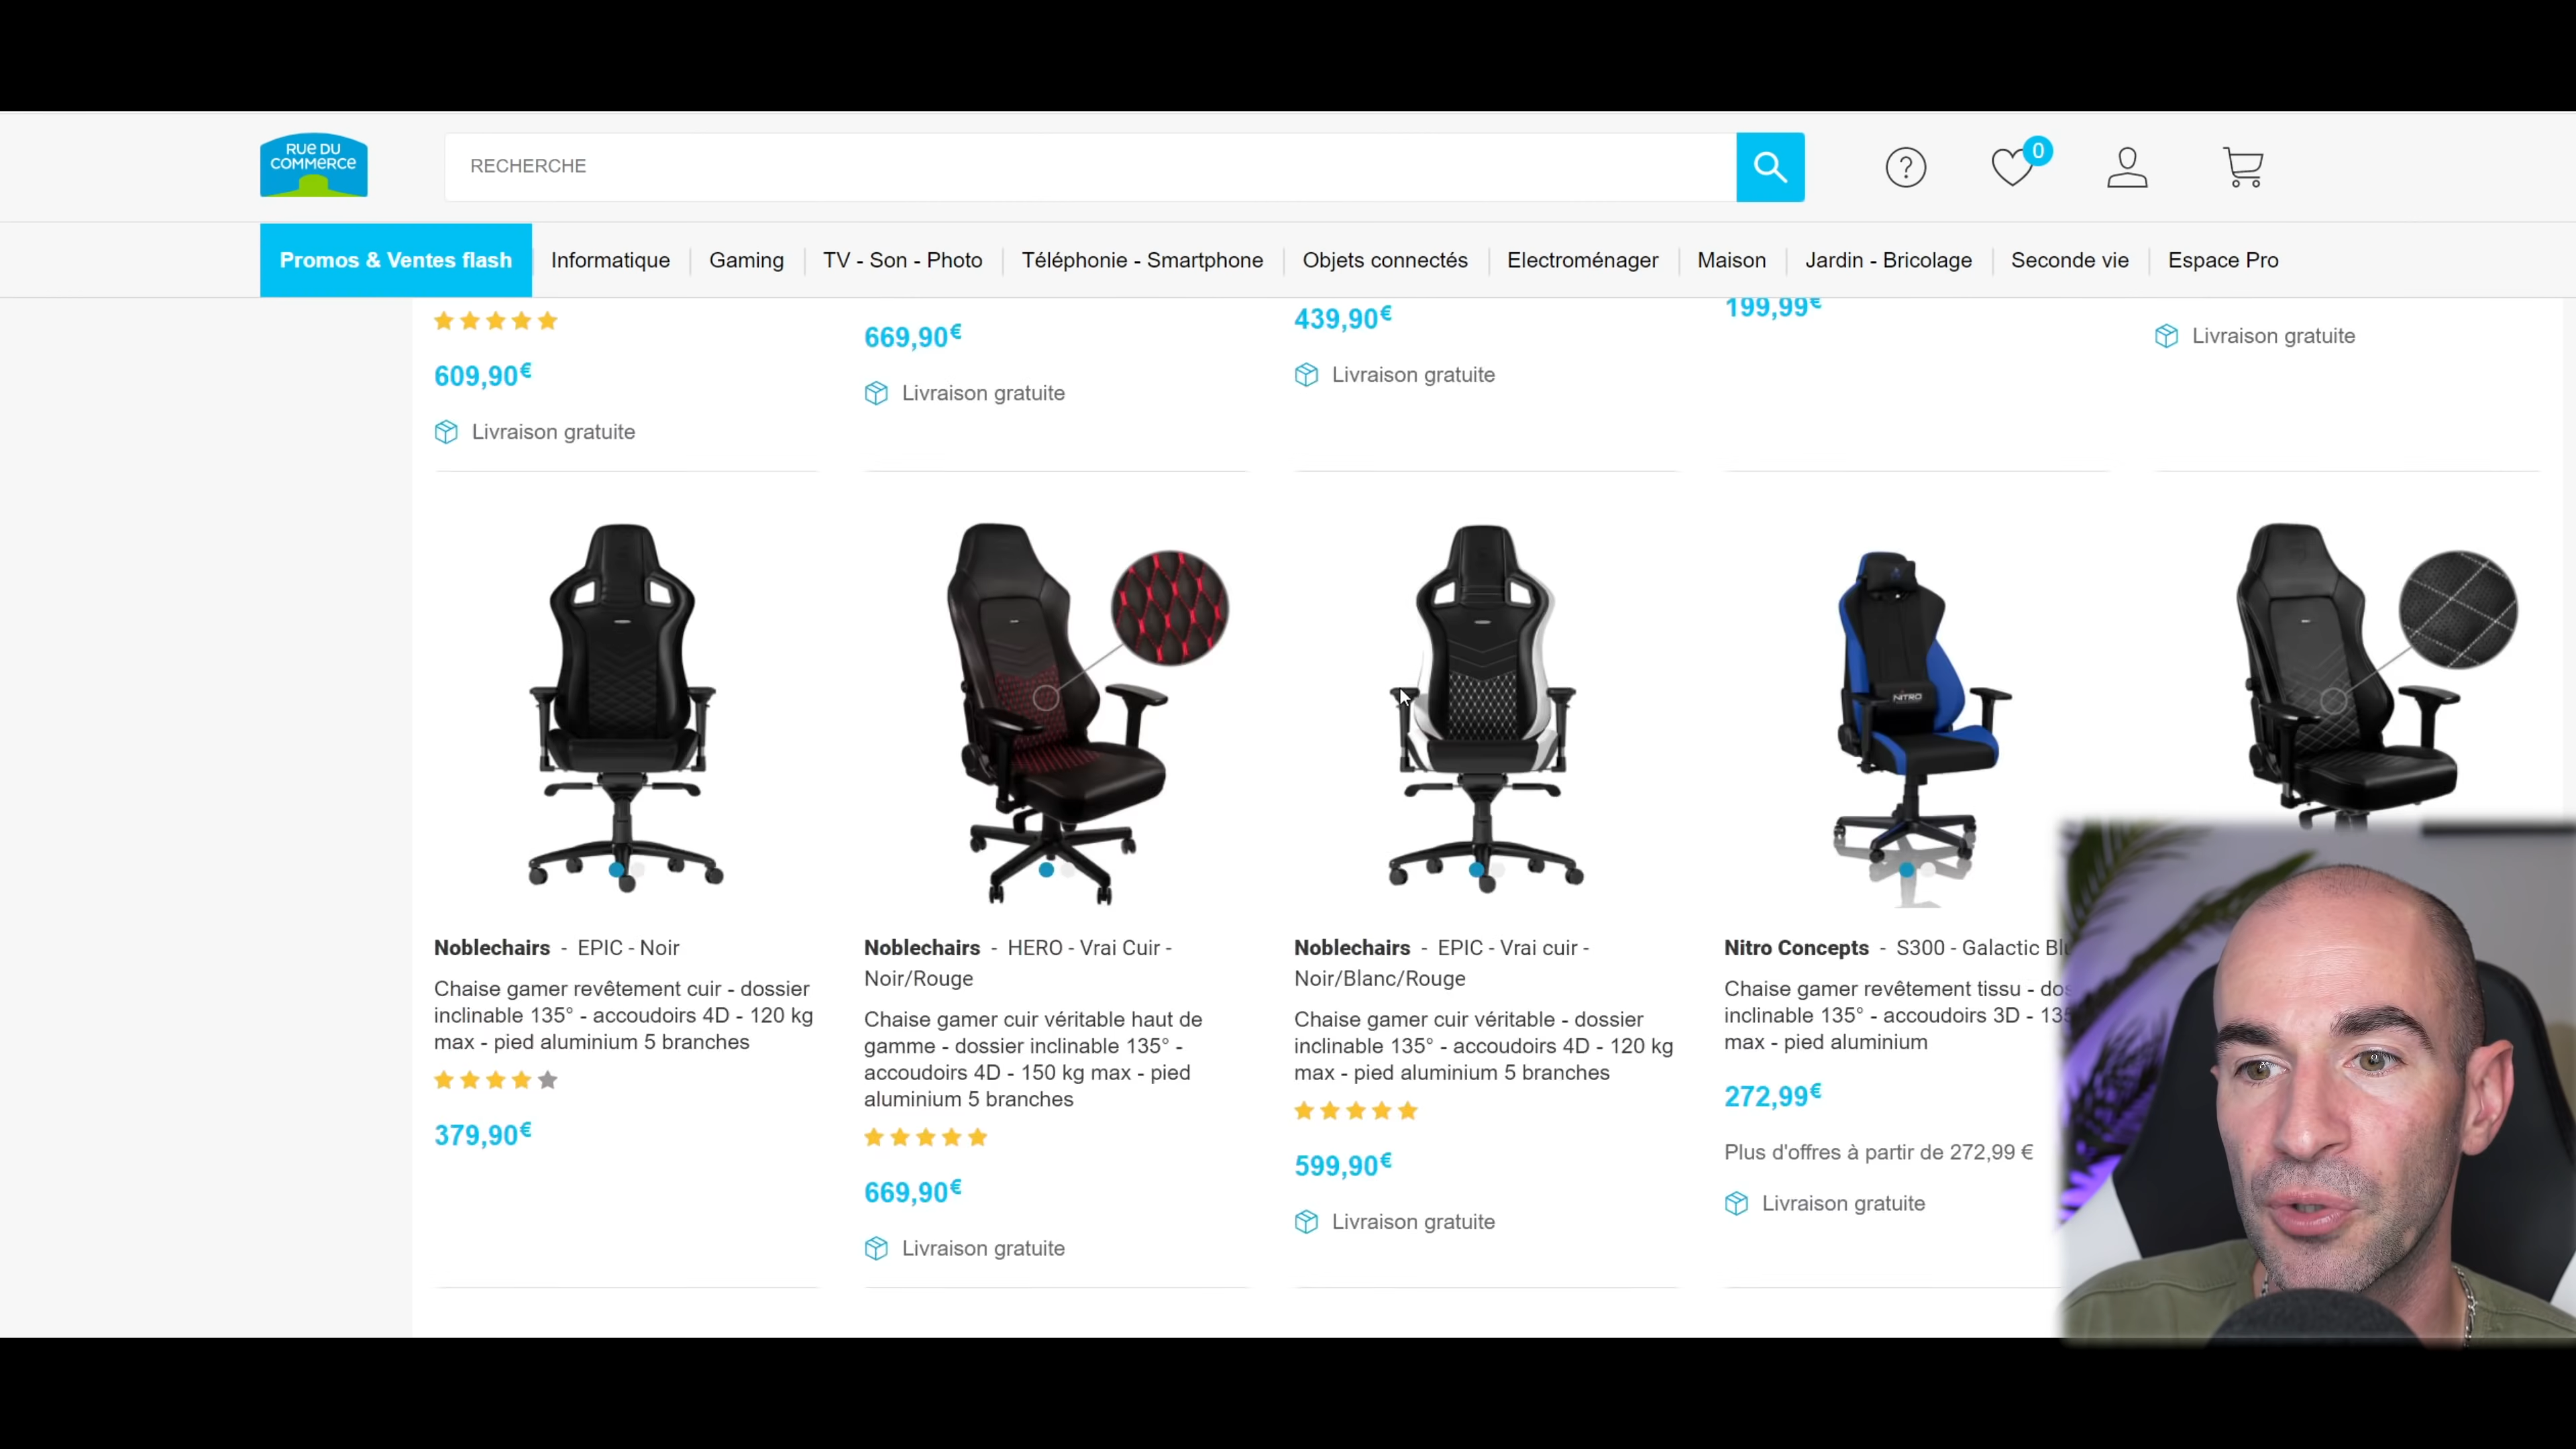 RUE DU
COMMERCE
RECHERCHE
0
Promos & Ventes flash
Informatique
Gaming
TV - Son - Photo
Téléphonie - Smartphone
Objets connectés
Electroménager
Maison
Jardin - Bricolage
Seconde vie
Espace Pro
609,90€
Livraison gratuite
669,90€
Livraison gratuite
439,90€
Livraison gratuite
199,99€
Livraison gratuite
Noblechairs - EPIC - Noir
Chaise gamer revêtement cuir - dossier
inclinable 135° - accoudoirs 4D - 120 kg
max - pied aluminium 5 branches
379,90€
Noblechairs - HERO - Vrai Cuir -
Noir/Rouge
Chaise gamer cuir véritable haut de
gamme - dossier inclinable 135° -
accoudoirs 4D - 150 kg max - pied
aluminium 5 branches
669,90€
Livraison gratuite
Noblechairs - EPIC - Vrai cuir -
Noir/Blanc/Rouge
Chaise gamer cuir véritable - dossier
inclinable 135° - accoudoirs 4D - 120 kg
max - pied aluminium 5 branches
599,90€
Livraison gratuite
NITRO
Nitro Concepts - S300 - Galactic
Chaise gamer revêtement tissu -
inclinable 135° - accoudoirs 3D -
max - pied aluminium
272,99€
Plus d'offres à partir de 272,99 €
Livraison gratuite